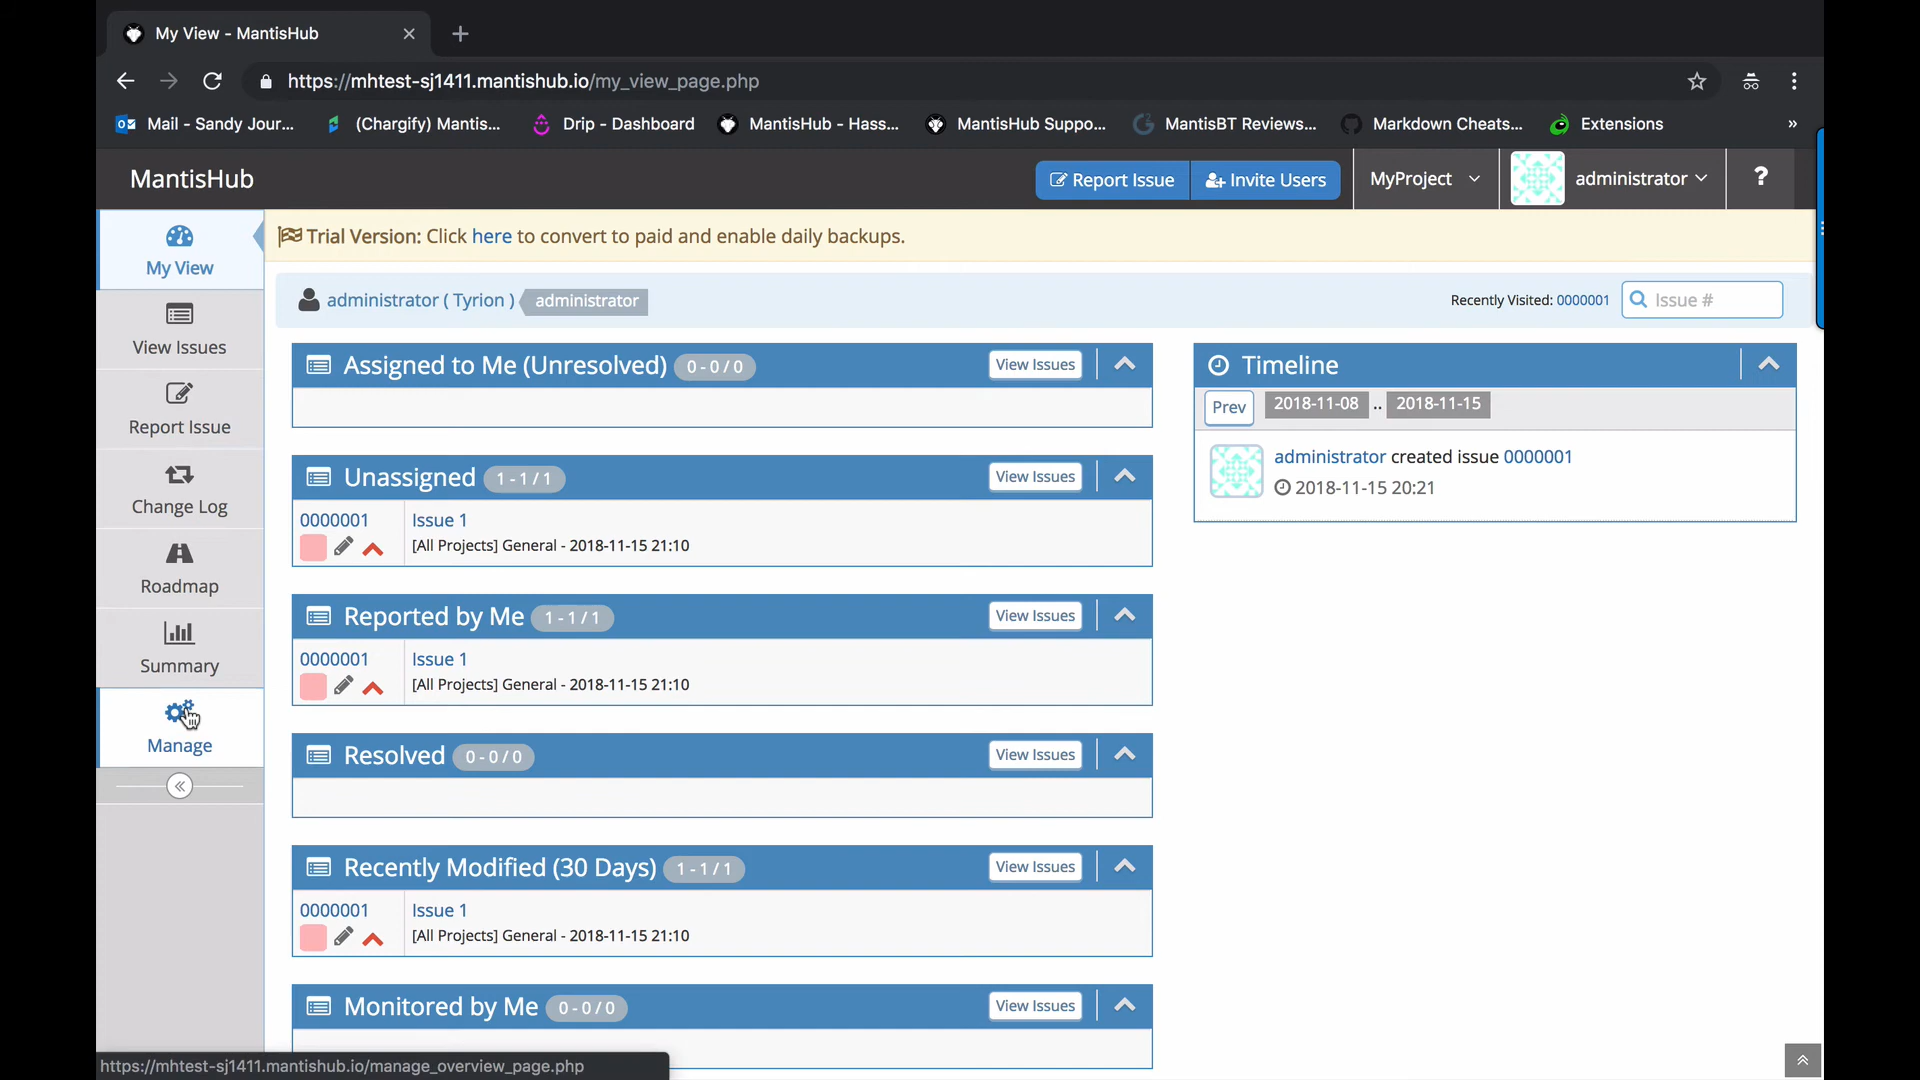 My View - MantisHub
https://mhtest-sj1411.mantishub.io/my_view_page.php
Mail - Sandy Jour... (Chargify) Mantis... Drip - Dashboard MantisHub - Hass... MantisHub Suppo... MantisBT Reviews... Markdown Cheats... Extensions »
MantisHub Report Issue Invite Users MyProject administrator ?
Trial Version: Click here to convert to paid and enable daily backups.
My View
View Issues
Report Issue
Change Log
Roadmap
Summary
Manage
administrator ( Tyrion ) administrator
Recently Visited: 0000001 Issue #
Assigned to Me (Unresolved) 0 - 0 / 0 View Issues
Unassigned 1 - 1 / 1 View Issues
0000001 Issue 1
[All Projects] General - 2018-11-15 21:10
Reported by Me 1 - 1 / 1 View Issues
0000001 Issue 1
[All Projects] General - 2018-11-15 21:10
Resolved 0 - 0 / 0 View Issues
Recently Modified (30 Days) 1 - 1 / 1 View Issues
0000001 Issue 1
[All Projects] General - 2018-11-15 21:10
Monitored by Me 0 - 0 / 0 View Issues
Timeline
Prev 2018-11-08 .. 2018-11-15
administrator created issue 0000001
2018-11-15 20:21
https://mhtest-sj1411.mantishub.io/manage_overview_page.php